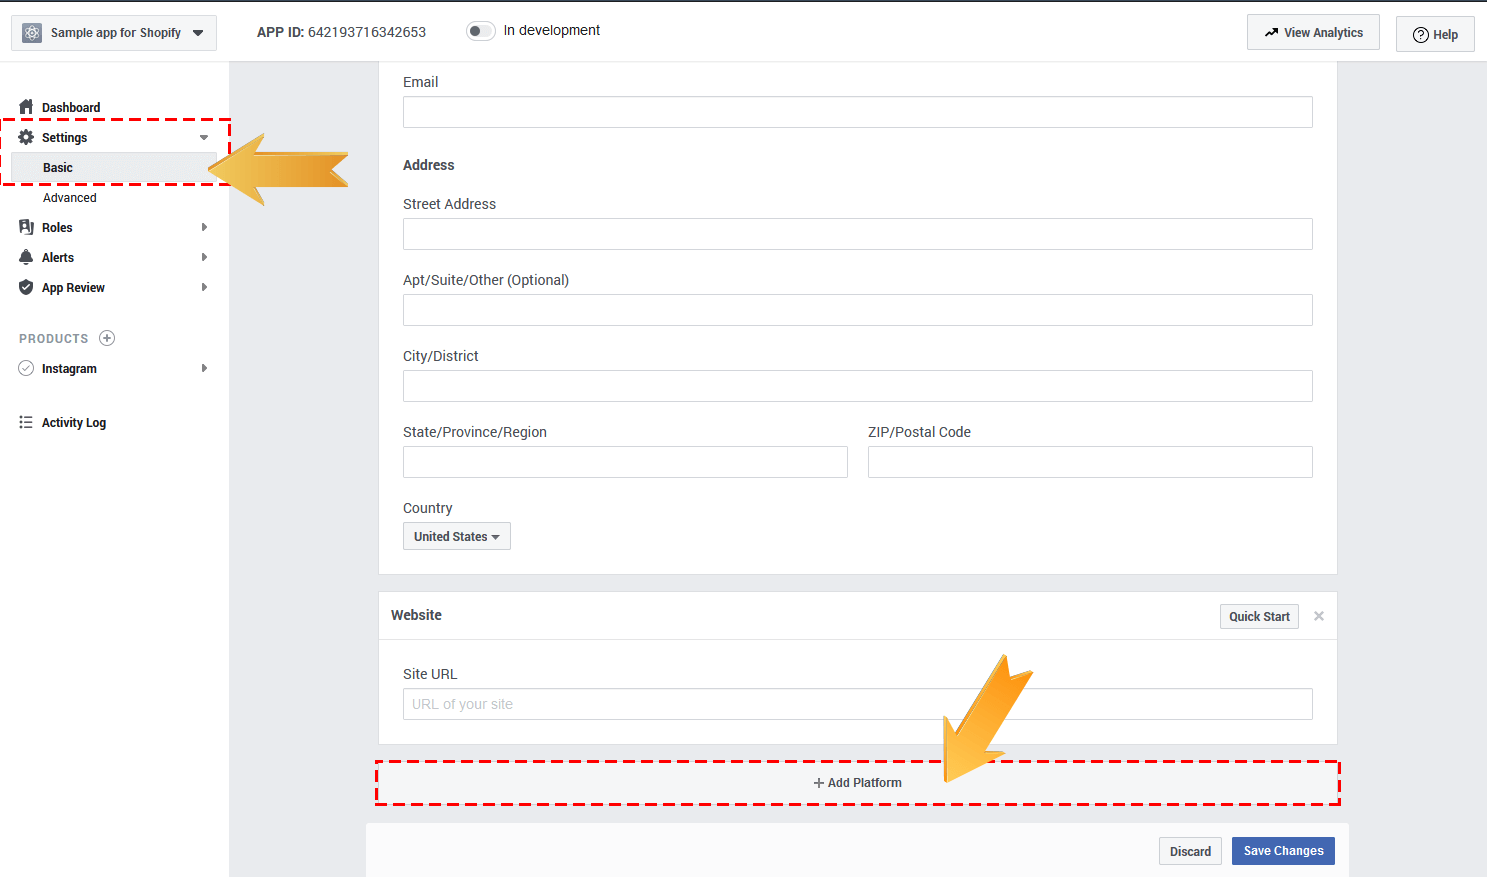 Sample app for Shopify
APP ID: 642193716342653
In development
View Analytics
Help
Dashboard
Settings
Basic
Advanced
Roles
Alerts
App Review
PRODUCTS
Instagram
Activity Log
Email
Address
Street Address
Apt/Suite/Other (Optional)
City/District
State/Province/Region
ZIP/Postal Code
Country
United States
Website
Quick Start
Site URL
URL of your site
+ Add Platform
Discard
Save Changes